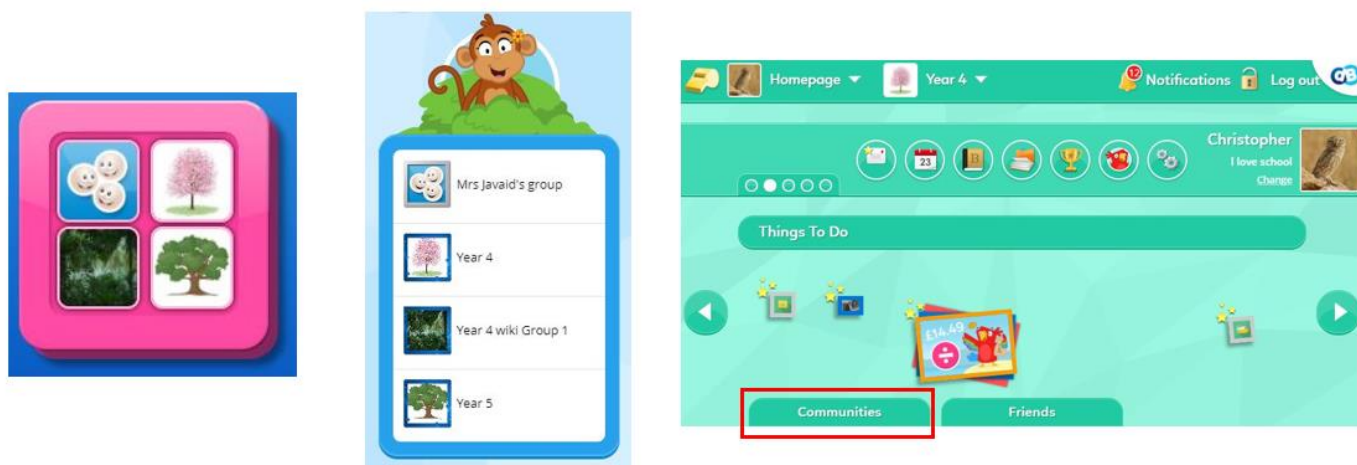 Mrs Javaid's group
Year 4
Year 4 wiki Group 1
Year 5
Homepage Year 4 12 Notifications Log out dB
Christopher
I love school
Change
23 B
Things To Do
£14.49
÷
Communities Friends